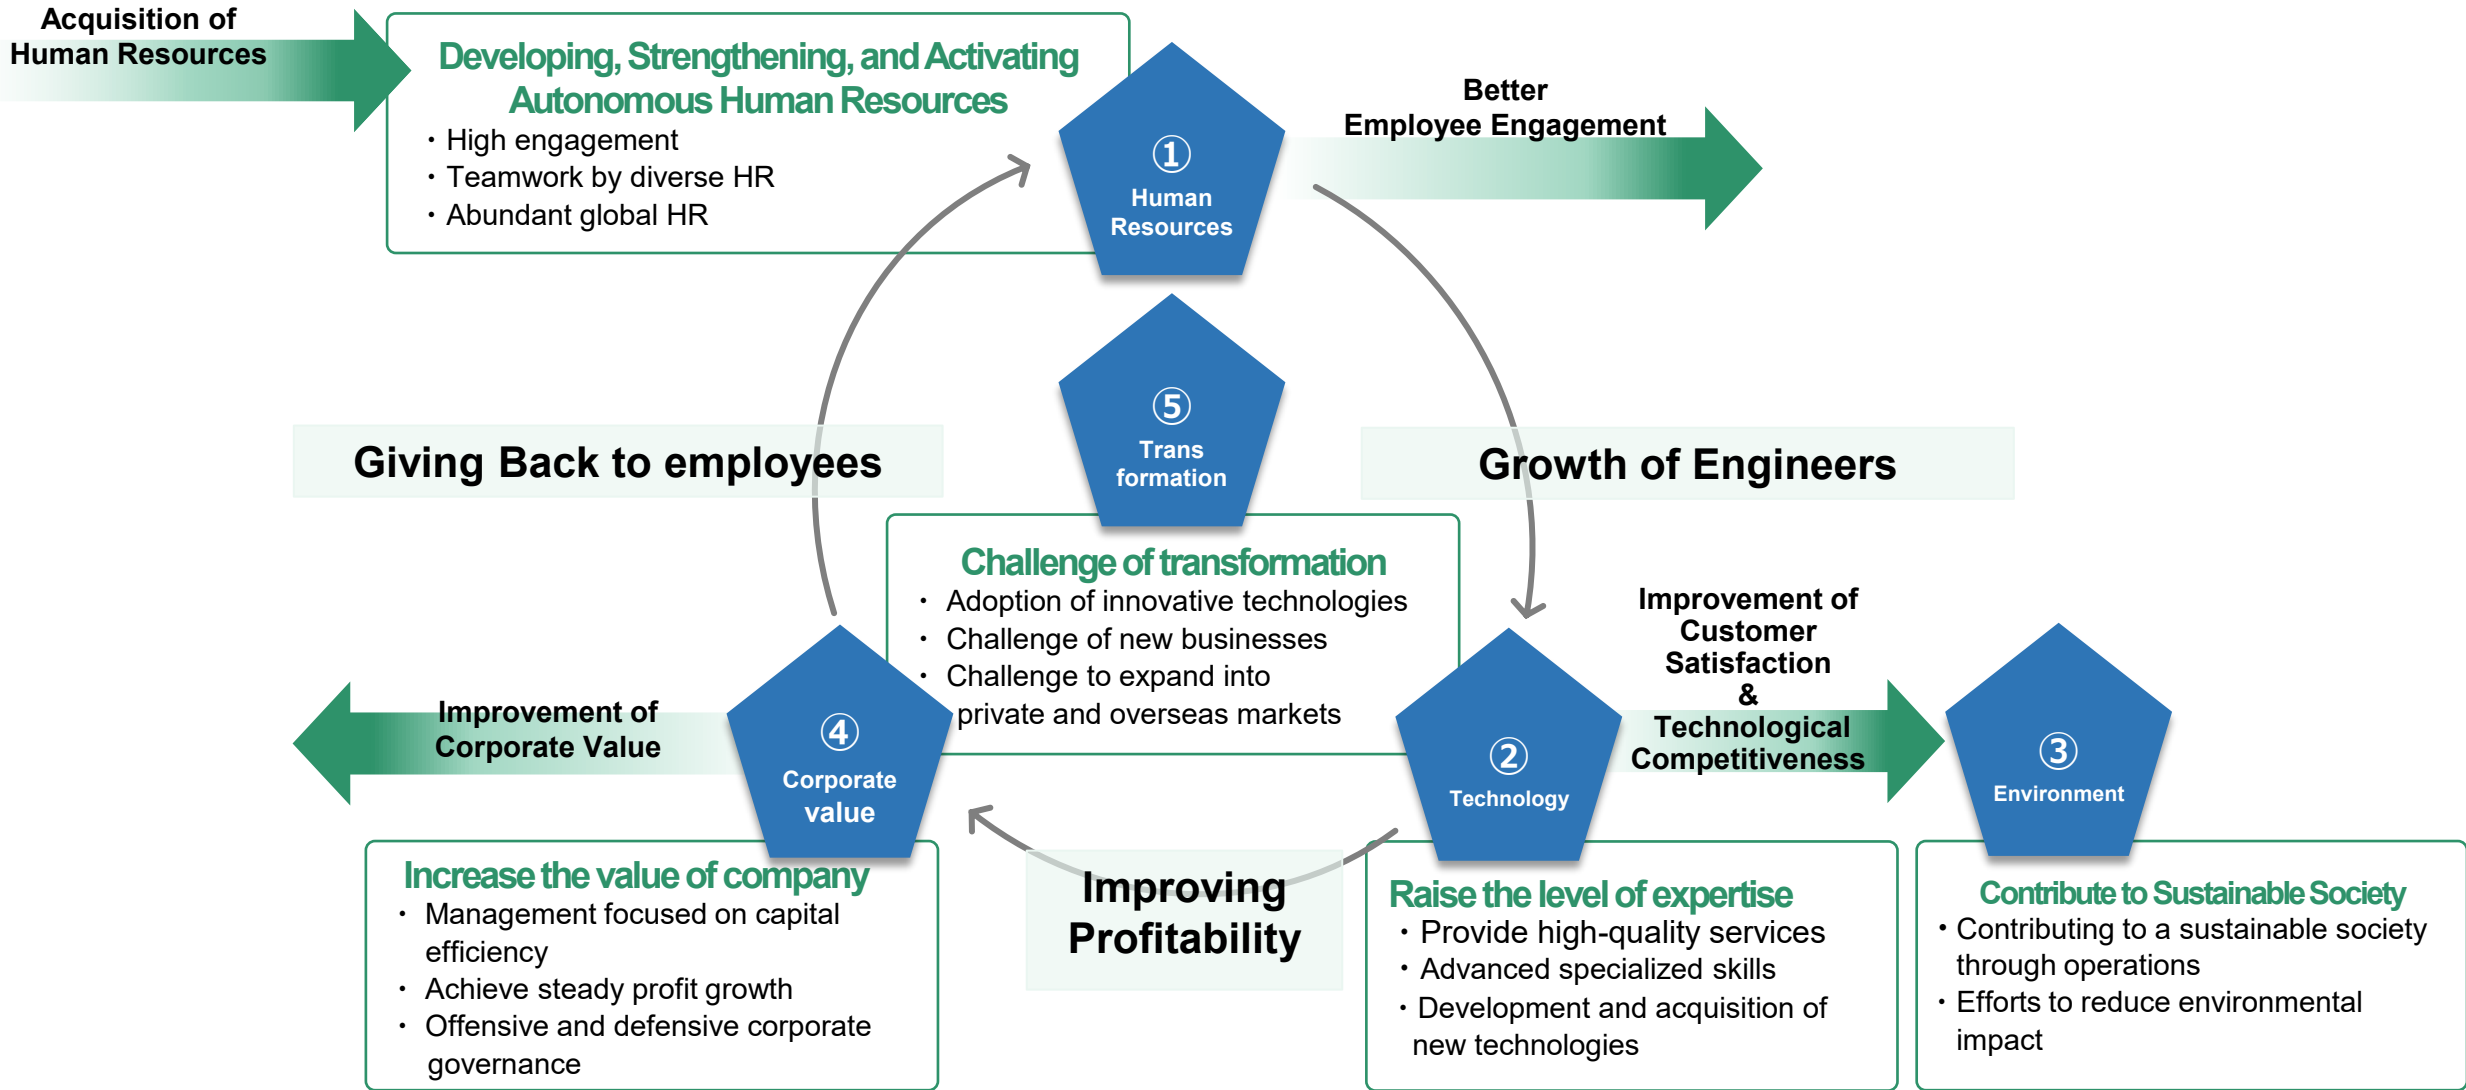 Acquisition of
Human Resources
Developing, Strengthening, and Activating
Autonomous Human Resources
・High engagement
・Teamwork by diverse HR
・Abundant global HR
①
Human
Resources
Better
Employee Engagement
⑤
Trans
formation
Giving Back to employees
Growth of Engineers
Challenge of transformation
・ Adoption of innovative technologies
・ Challenge of new businesses
・ Challenge to expand into
private and overseas markets
Improvement of
Customer
Satisfaction
&
Technological
Competitiveness
Improvement of
Corporate Value
④
Corporate
value
②
Technology
③
Environment
Increase the value of company
・ Management focused on capital
efficiency
・ Achieve steady profit growth
・ Offensive and defensive corporate
governance
Improving
Profitability
Raise the level of expertise
・Provide high-quality services
・Advanced specialized skills
・Development and acquisition of
new technologies
Contribute to Sustainable Society
・Contributing to a sustainable society
through operations
・Efforts to reduce environmental
impact